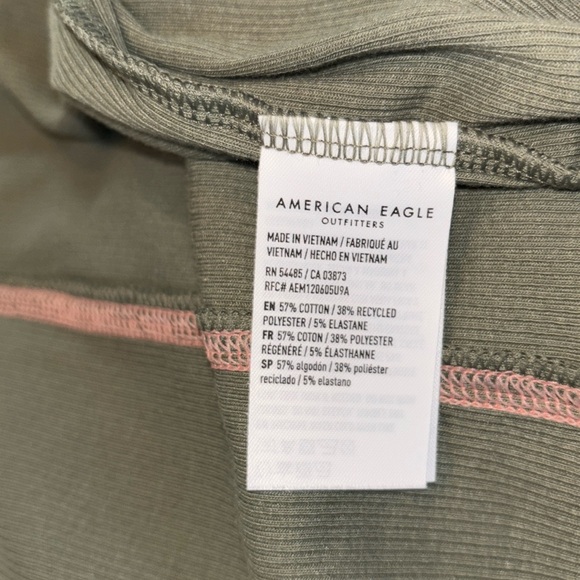 AMERICAN EAGLE
OUTFITTERS
MADE IN VIETNAM / FABRIQUÉ AU
VIETNAM / HECHO EN VIETNAM
RN 54485 / CA 03873
RFC# AEM120605U9A
EN 57% COTTON / 38% RECYCLED
POLYESTER / 5% ELASTANE
FR 57% COTON / 38% POLYESTER
RÉGÉNÉRÉ / 5% ÉLASTHANNE
SP 57% algodón / 38% poliéster
reciclado / 5% elastano